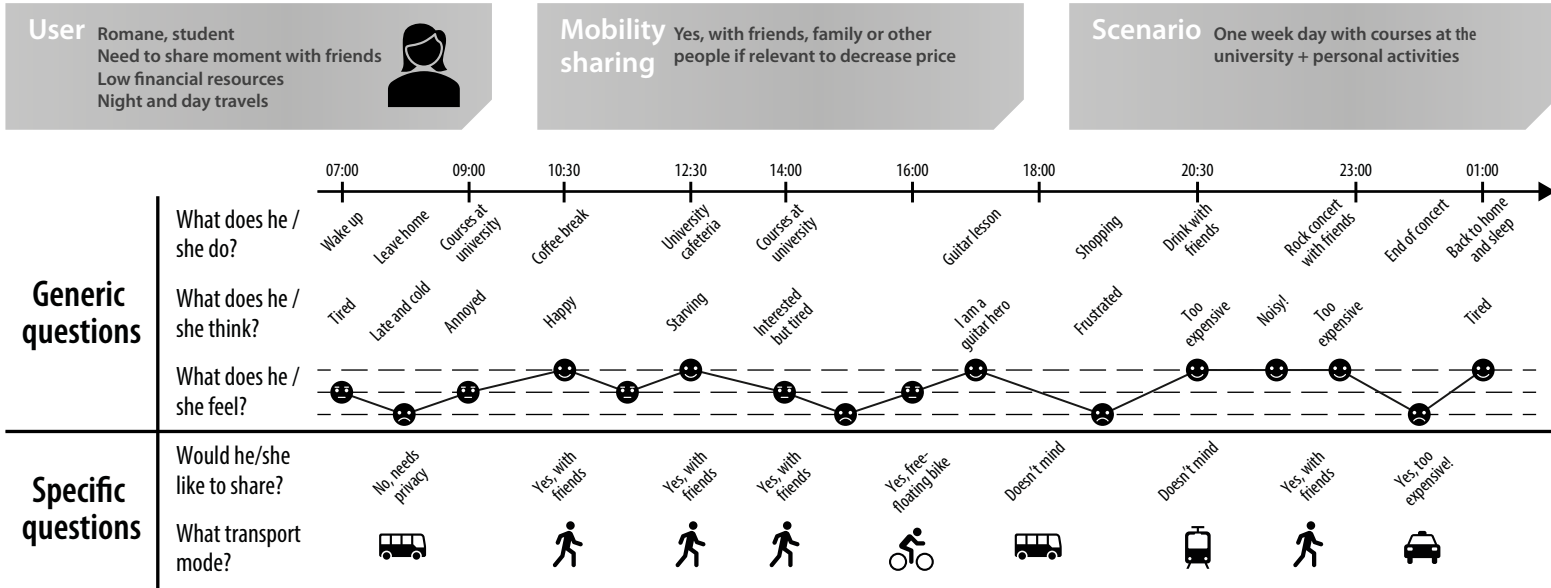 User
Romane, student
Need to share moment with friends
Low financial resources
Night and day travels
Mobility
sharing
Yes, with friends, family or other
people if relevant to decrease price
Scenario
One week day with courses at the
university + personal activities
07:00
09:00
10:30
12:30
14:00
16:00
18:00
20:30
23:00
01:00
Generic
questions
What does he /
she do?
Wake up
Leave home
Courses at
university
Coffee break
University
cafeteria
Courses at
university
Guitar lesson
Shopping
Drink with
friends
Rock concert
with friends
End of concert
Back to home
and sleep
What does he /
she think?
Tired
Late and cold
Annoyed
Happy
Starving
Interested
but tired
I am a
guitar hero
Frustrated
Too
expensive
Noisy!
Too
expensive
Tired
What does he /
she feel?
Specific
questions
Would he/she
like to share?
No, needs
privacy
Yes, with
friends
Yes, with
friends
Yes, with
friends
Yes, free-
floating bike
Doesn't mind
Doesn't mind
Yes, with
friends
Yes, too
expensive!
What transport
mode?